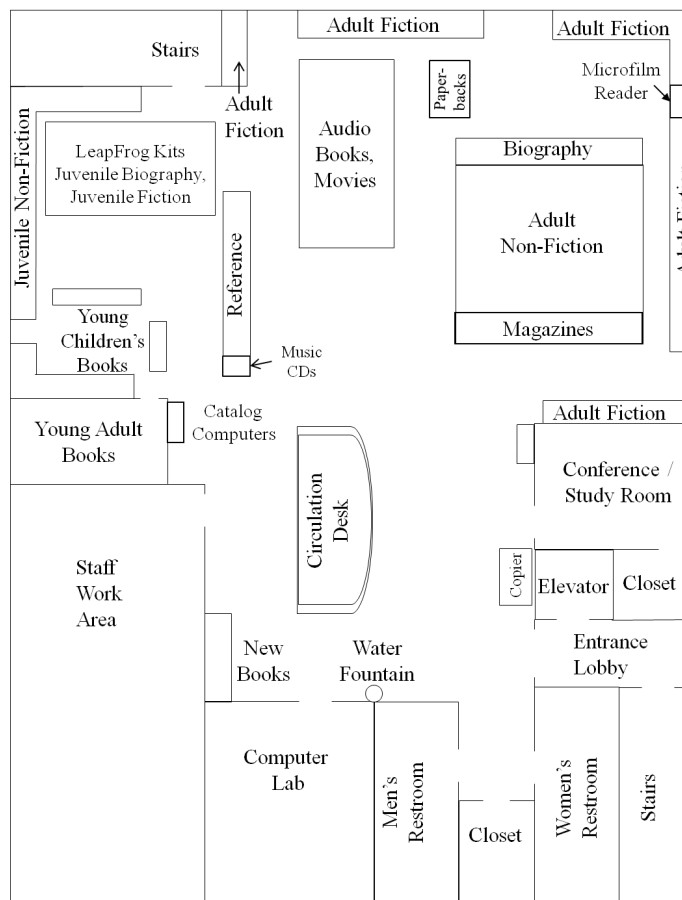 Adult Fiction
Adult Fiction
Stairs
Microfilm
Reader
Paper-
backs
Adult
Fiction
Audio
Books,
Movies
Juvenile Non-Fiction
LeapFrog Kits
Juvenile Biography,
Juvenile Fiction
Biography
Adult
Non-Fiction
Adult Fiction
Reference
Magazines
Young
Children's
Books
Music
CDs
Catalog
Computers
Adult Fiction
Young Adult
Books
Conference /
Study Room
Circulation
Desk
Staff
Work
Area
Copier
Elevator
Closet
New
Books
Water
Fountain
Entrance
Lobby
Computer
Lab
Men's
Restroom
Closet
Women's
Restroom
Stairs